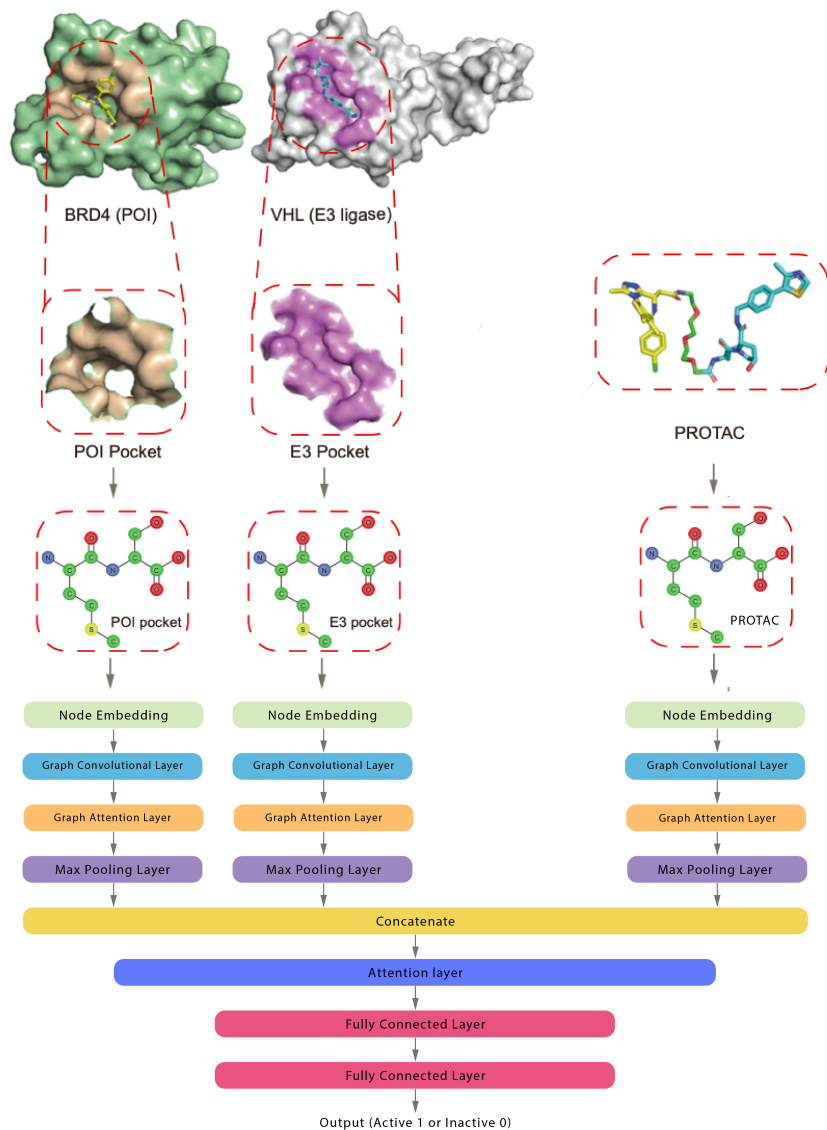 BRD4 (POI)
VHL (E3 ligase)
POI Pocket
E3 Pocket
PROTAC
N
C
O
C
N
C
C
O
C
O
O
C
C
S
C
POI pocket
N
C
O
C
N
C
C
O
C
O
O
C
C
S
C
E3 pocket
N
C
O
C
N
C
C
O
C
O
O
C
C
S
C
PROTAC
Node Embedding
Node Embedding
Node Embedding
Graph Convolutional Layer
Graph Convolutional Layer
Graph Convolutional Layer
Graph Attention Layer
Graph Attention Layer
Graph Attention Layer
Max Pooling Layer
Max Pooling Layer
Max Pooling Layer
Concatenate
Attention layer
Fully Connected Layer
Fully Connected Layer
Output (Active 1 or Inactive 0)